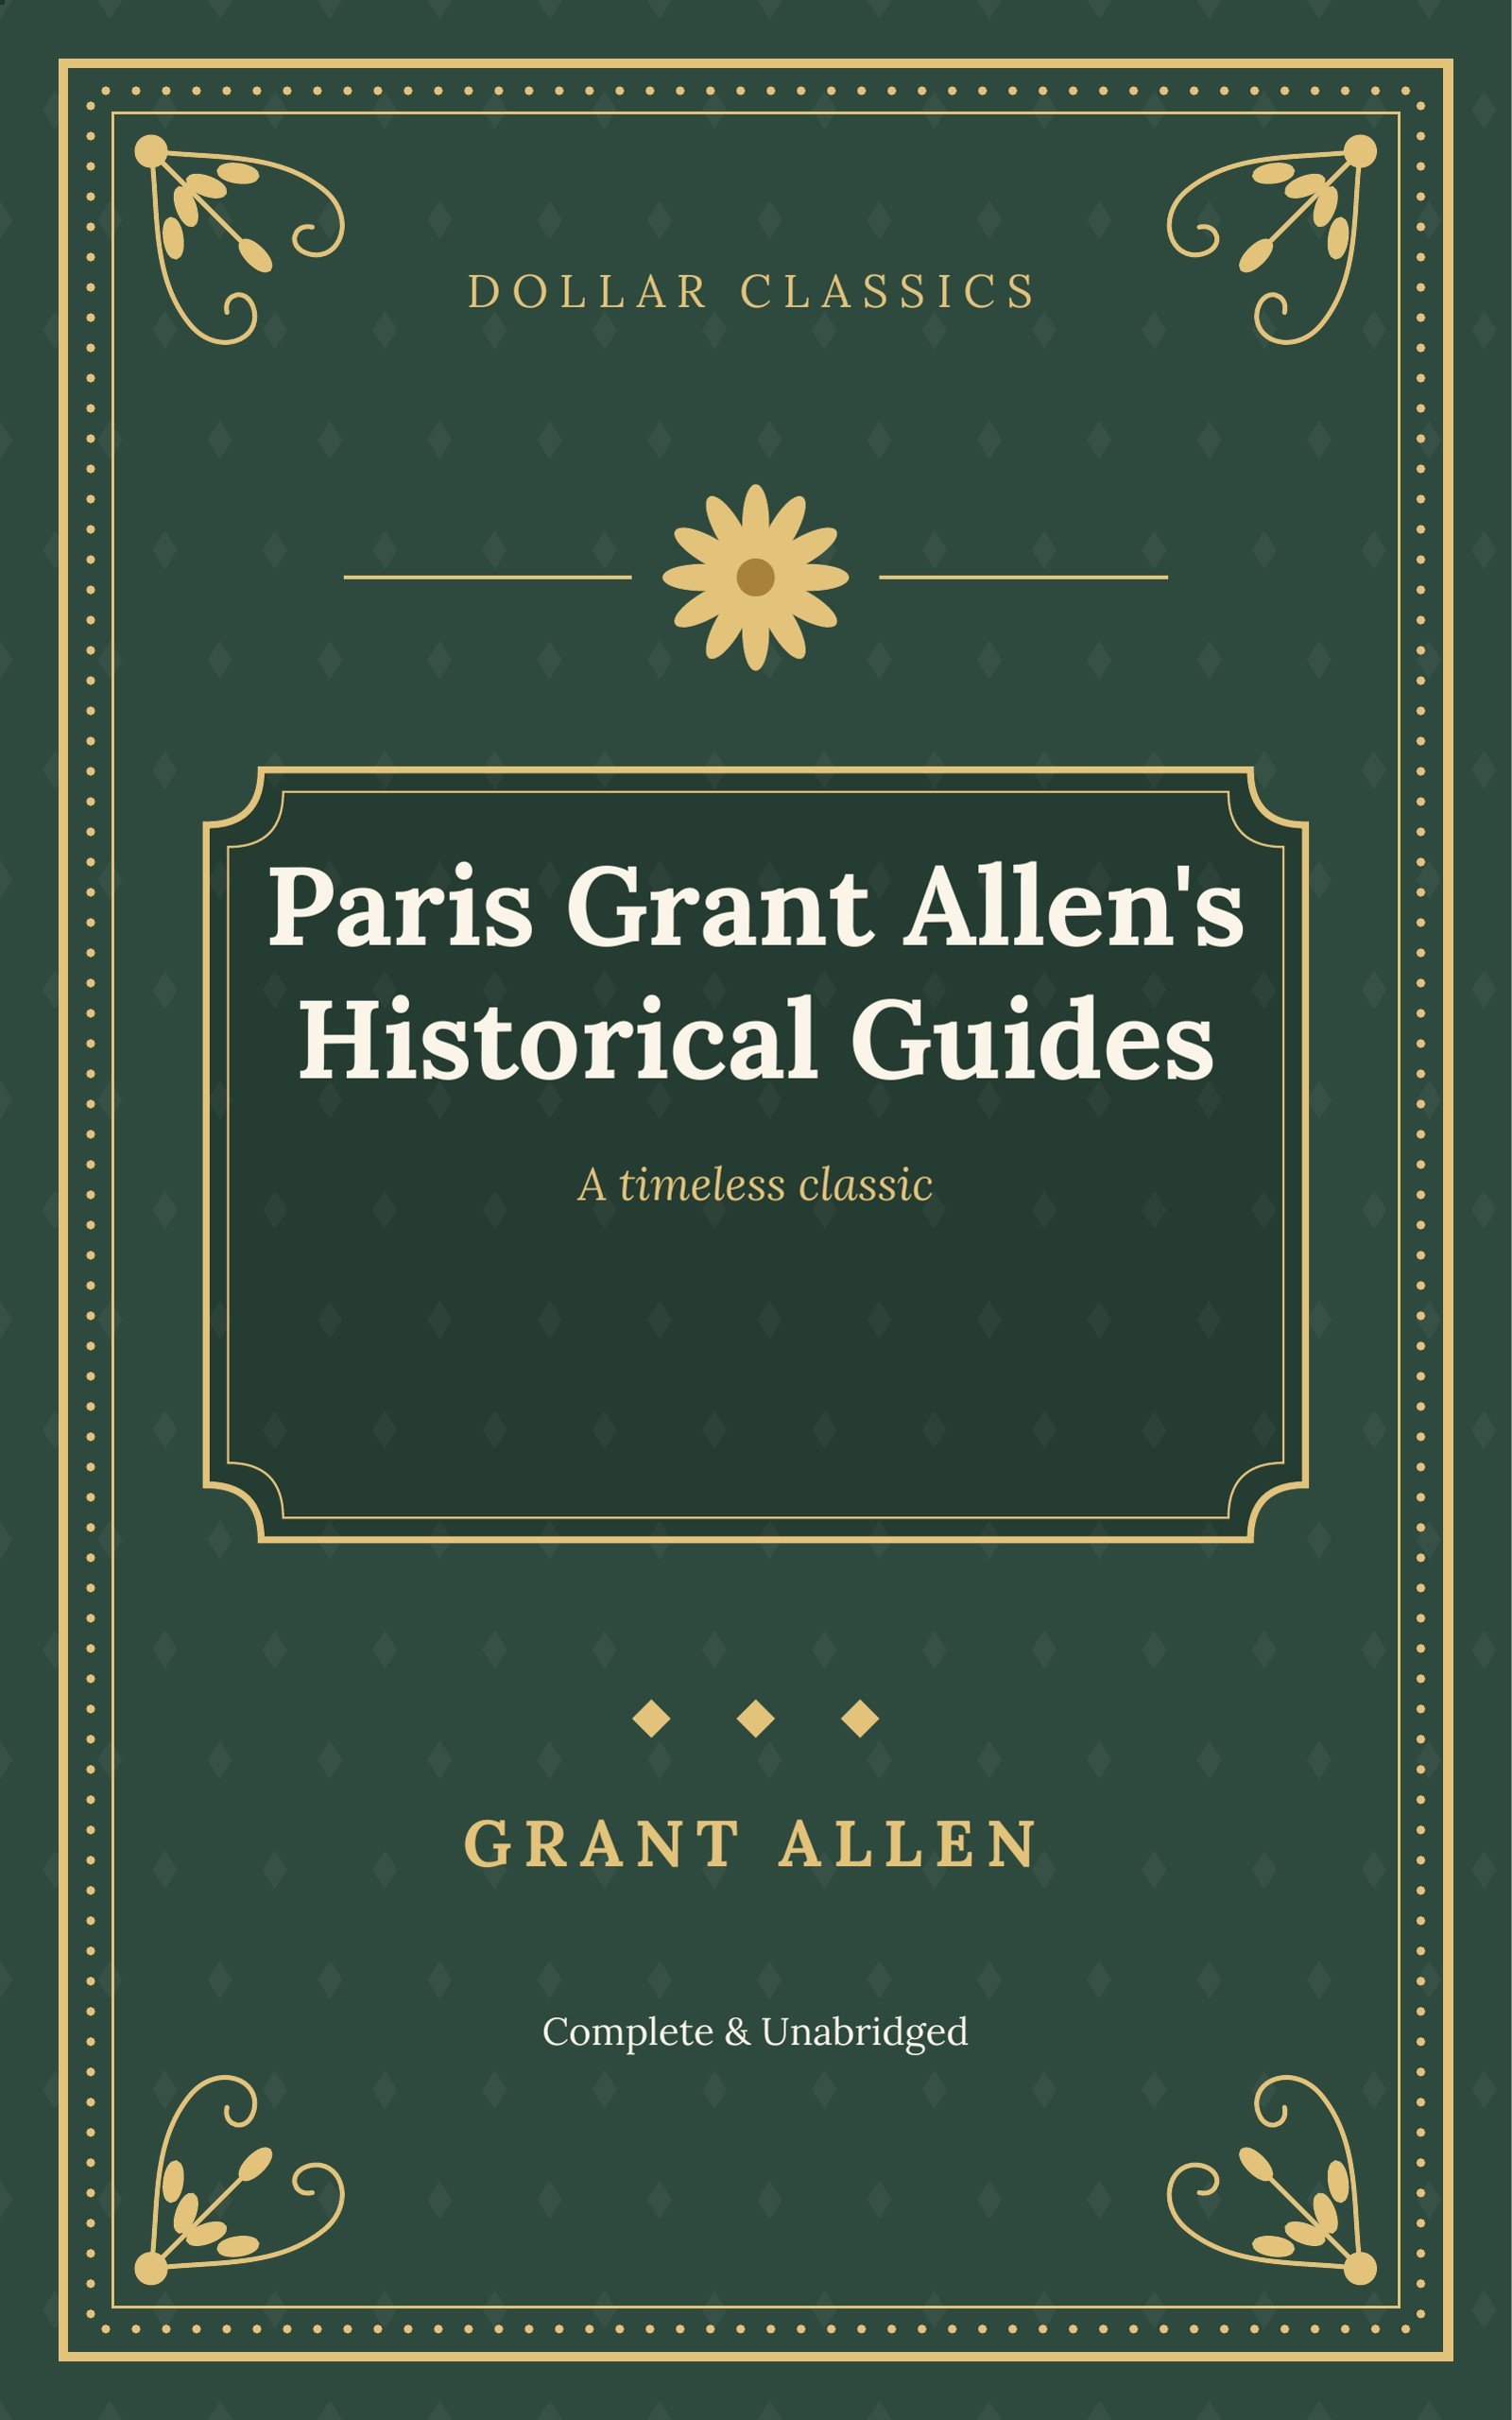 DOLLAR CLASSICS
Paris Grant Allen's
Historical Guides
A timeless classic
GRANT ALLEN
Complete & Unabridged